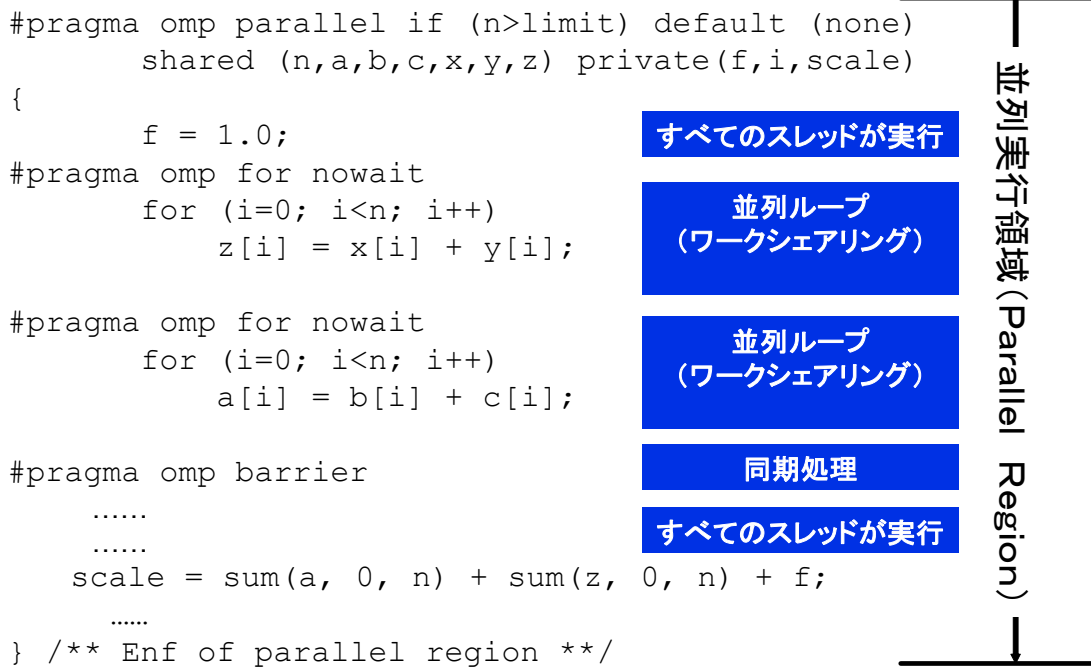 #pragma omp parallel if (n>limit) default (none)
shared (n,a,b,c,x,y,z) private(f,i,scale)
{
f = 1.0;
すべてのスレッドが実行
#pragma omp for nowait
for (i=0; i<n; i++)
z[i] = x[i] + y[i];
並列ループ
(ワークシェアリング)
#pragma omp for nowait
for (i=0; i<n; i++)
a[i] = b[i] + c[i];
並列ループ
(ワークシェアリング)
#pragma omp barrier
同期処理
......
すべてのスレッドが実行
......
scale = sum(a, 0, n) + sum(z, 0, n) + f;
......
} /** Enf of parallel region **/
並列実行領域(Parallel Region)